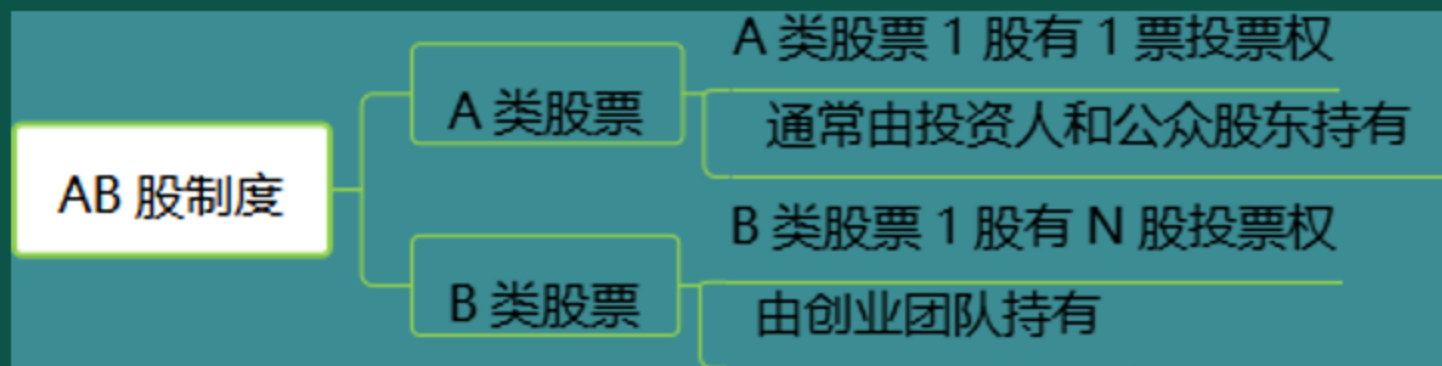 A 类股票 1 股有 1 票投票权
A 类股票
通常由投资人和公众股东持有
AB 股制度
B 类股票 1 股有 N 股投票权
B 类股票
由创业团队持有